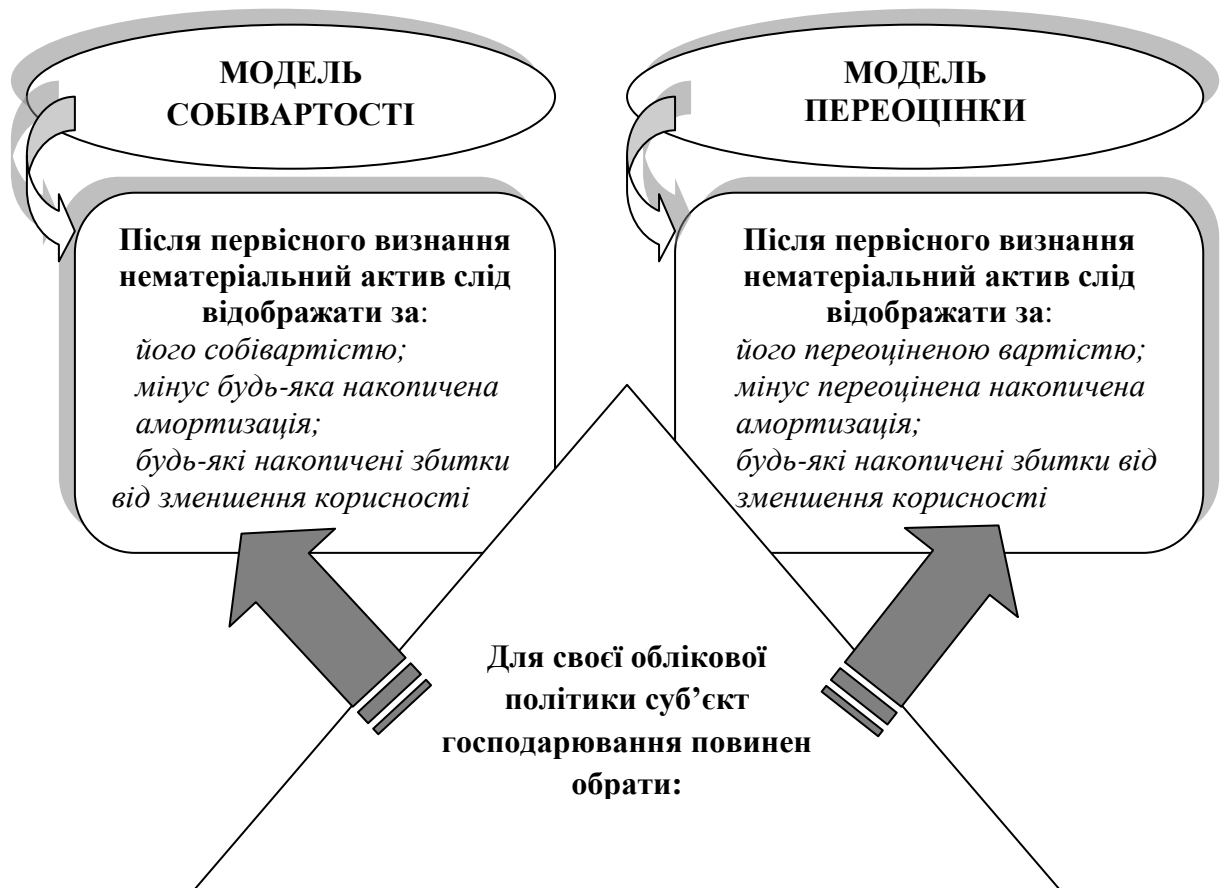 МОДЕЛЬ
СОБІВАРТОСТІ
Після первісного визнання
нематеріальний актив слід
відображати за:
його собівартістю;
мінус будь-яка накопичена
амортизація;
будь-які накопичені збитки
від зменшення корисності
МОДЕЛЬ
ПЕРЕОЦІНКИ
Після первісного визнання
нематеріальний актив слід
відображати за:
його переоціненою вартістю;
мінус переоцінена накопичена
амортизація;
будь-які накопичені збитки від
зменшення корисності
Для своєї облікової
політики суб’єкт
господарювання повинен
обрати: